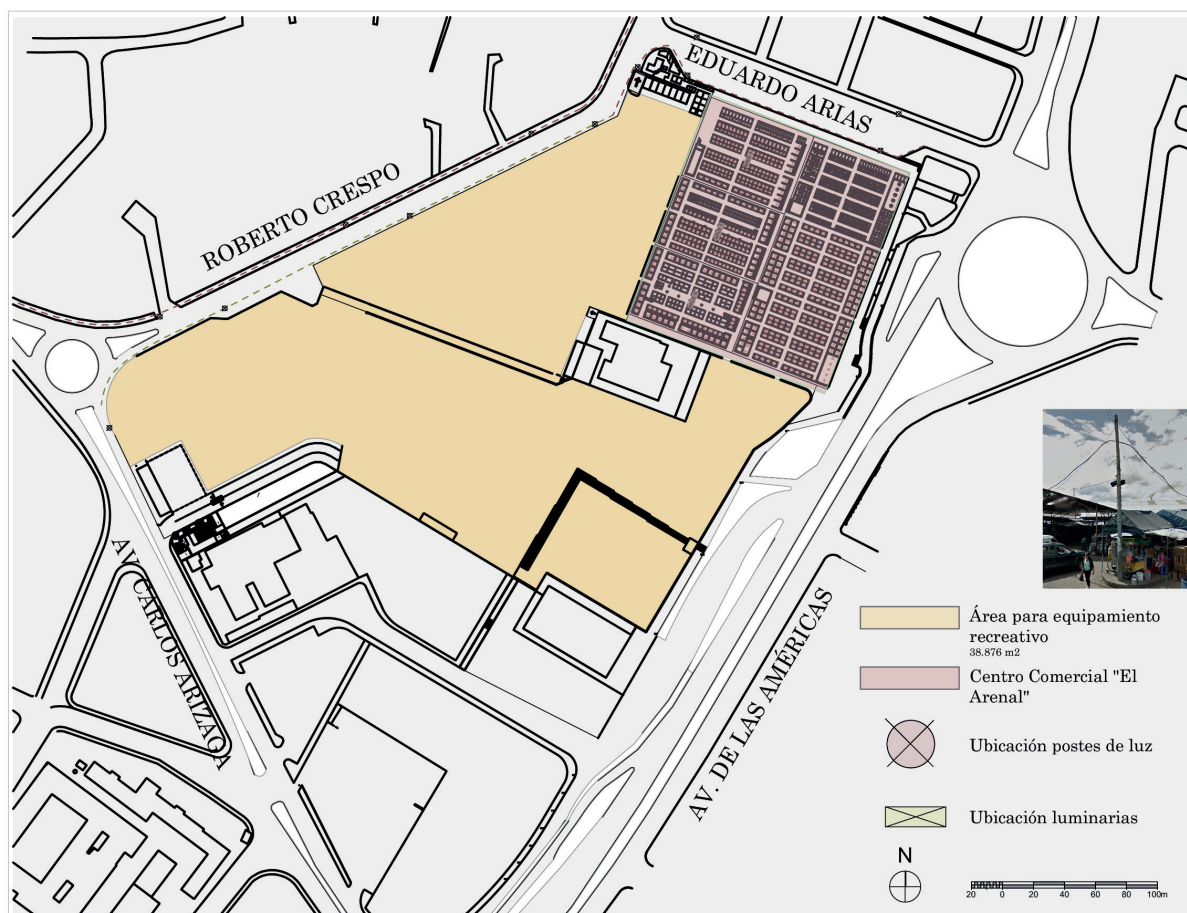 EDUARDO ARIAS
ROBERTO CRESPO
AV. CARLOS ARIZAGA
AV. DE LAS AMÉRICAS
Área para equipamiento
recreativo
38.876 m2
Centro Comercial "El
Arenal"
Ubicación postes de luz
Ubicación luminarias
N
20 0 20 40 60 80 100m